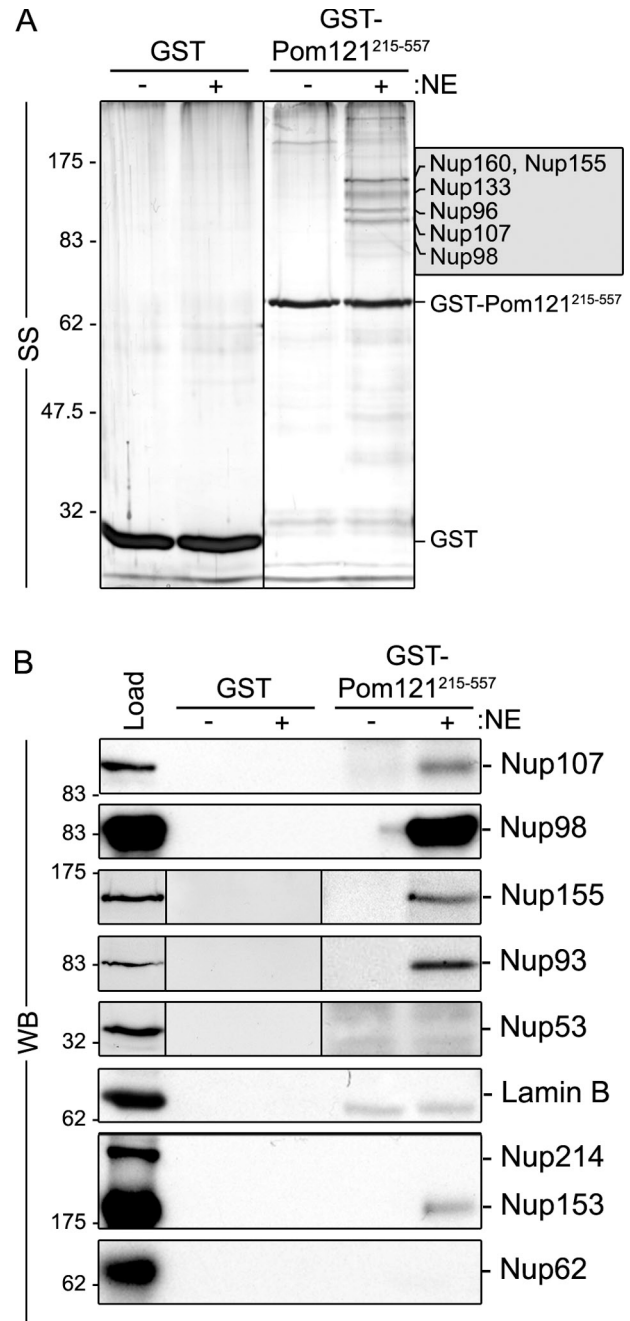 A
GST
GST-
Pom121²¹⁵⁻⁵⁵⁷
- + - + :NE
175 -
83 -
62 -
47.5 -
32 -
SS
Nup160, Nup155
Nup133
Nup96
Nup107
Nup98
GST-Pom121²¹⁵⁻⁵⁵⁷
GST
B
Load
GST
GST-
Pom121²¹⁵⁻⁵⁵⁷
- + - + :NE
WB
Nup107
83 -
83 - Nup98
175 -
Nup155
83 - Nup93
Nup53
32 -
Lamin B
62 -
Nup214
Nup153
175 -
Nup62
62 -